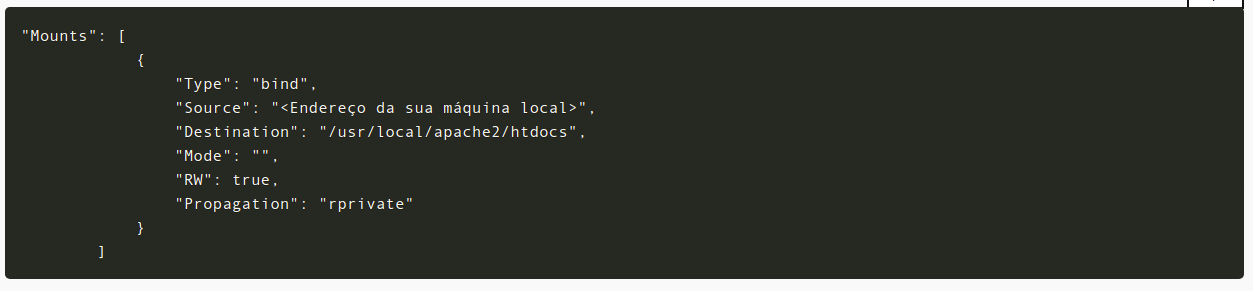 "Mounts": [
{
"Type": "bind",
"Source": "<Endereço da sua máquina local>",
"Destination": "/usr/local/apache2/htdocs",
"Mode": "",
"RW": true,
"Propagation": "rprivate"
}
]